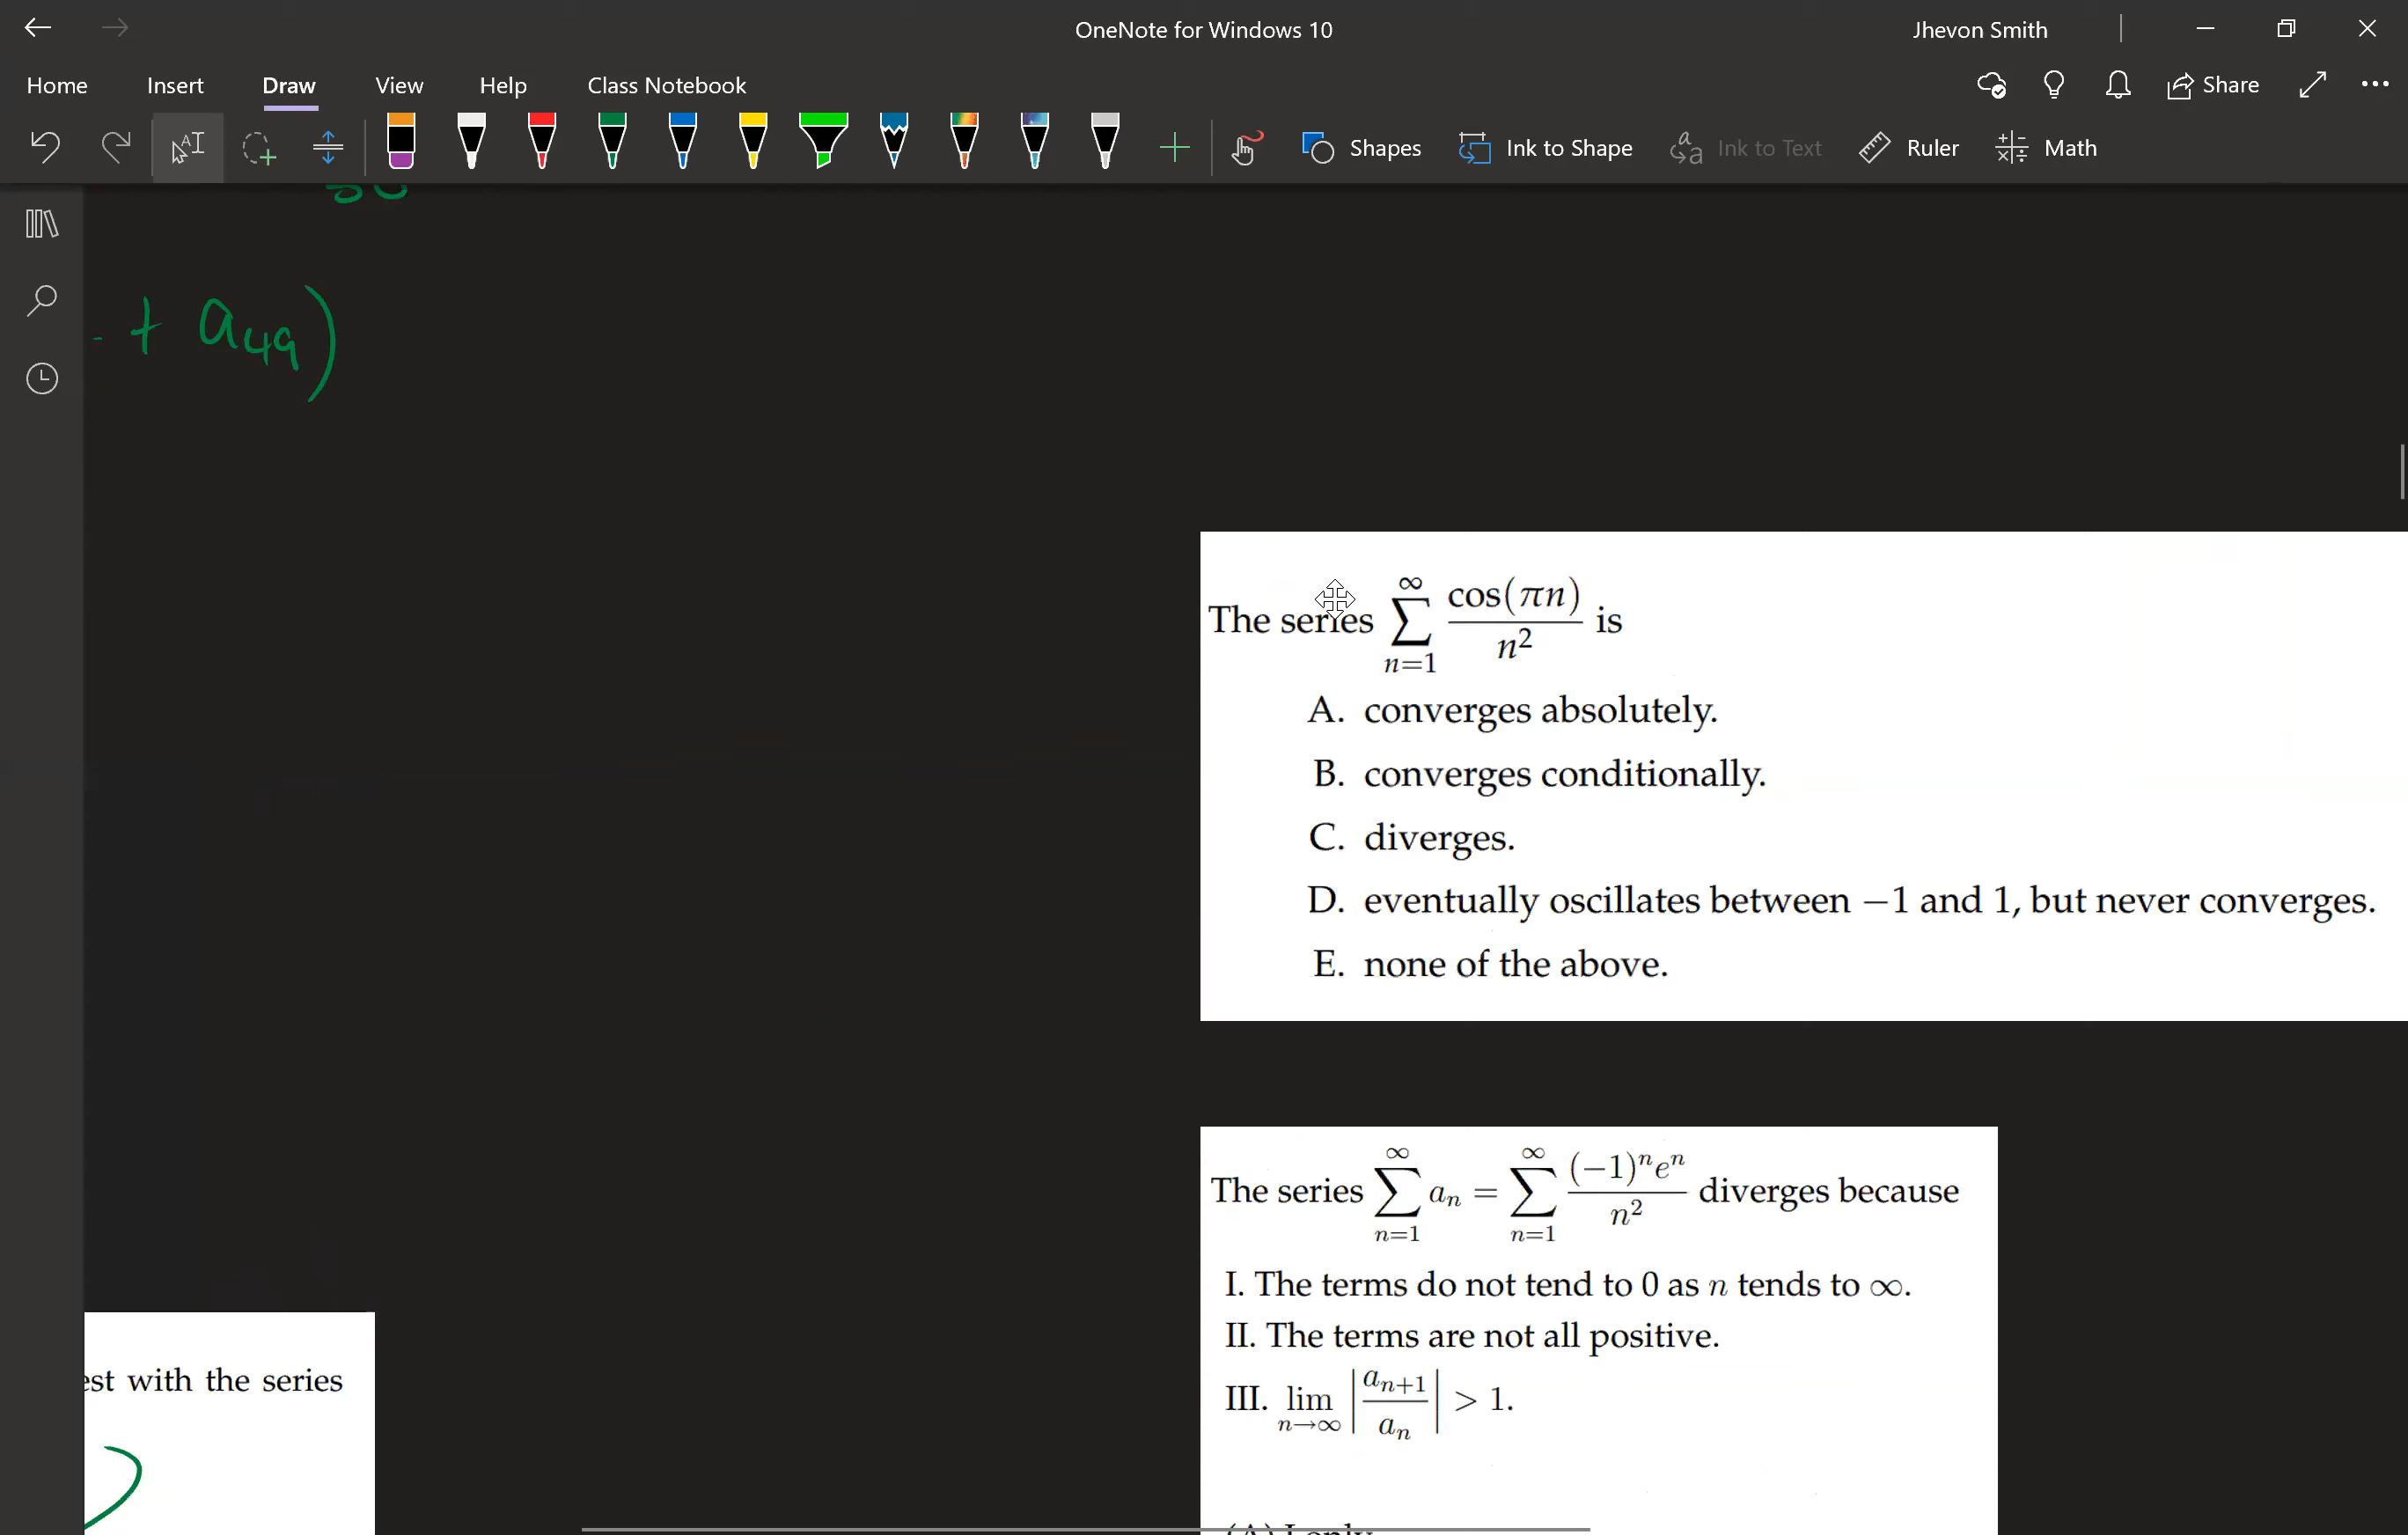 OneNote for Windows 10
Jhevon Smith
Home Insert Draw View Help Class Notebook
Share
Shapes Ink to Shape Ink to Text Ruler Math
+ a₄₉)
The series ∑_{n=1}^{∞} cos(πn)/n² is
A. converges absolutely.
B. converges conditionally.
C. diverges.
D. eventually oscillates between −1 and 1, but never converges.
E. none of the above.
The series ∑_{n=1}^{∞} aₙ = ∑_{n=1}^{∞} (−1)ⁿeⁿ/n² diverges because
I. The terms do not tend to 0 as n tends to ∞.
II. The terms are not all positive.
III. lim_{n→∞} |aₙ₊₁/aₙ| > 1.
with the series